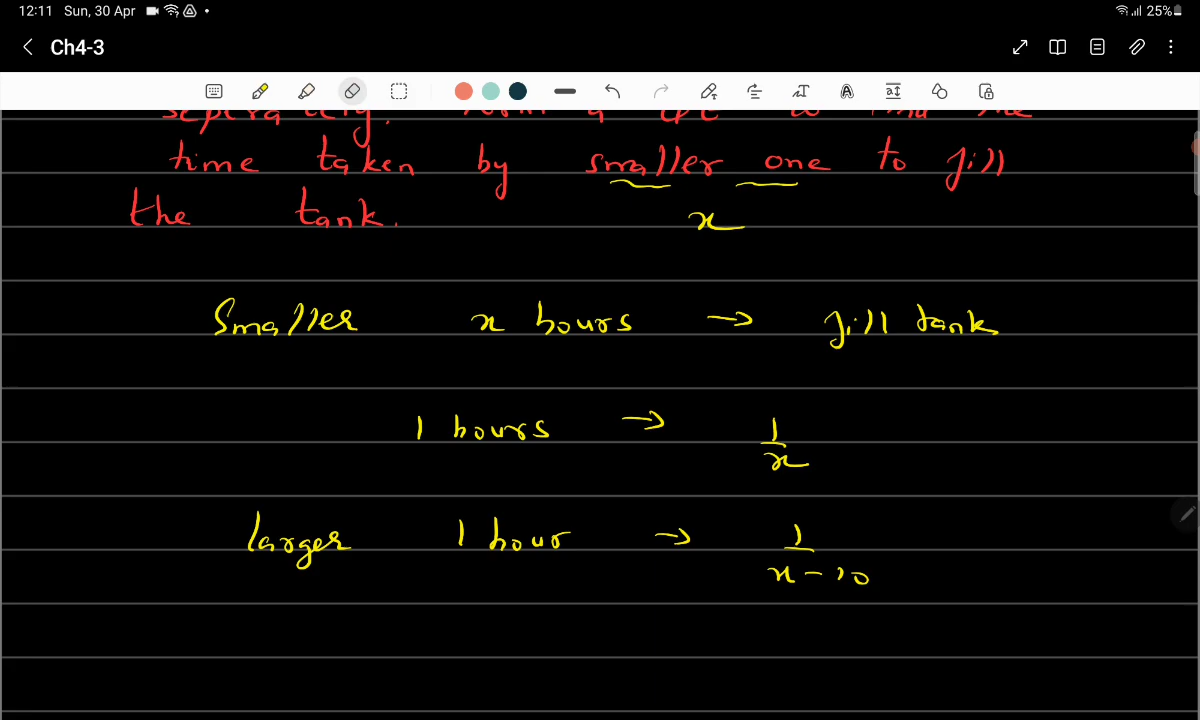 12:11 Sun, 30 Apr 25%
Ch4-3
time taken by smaller one to fill
the tank.
x
Smaller x hours → fill tank
1 hours → 1/x
larger 1 hour → 1/x-10